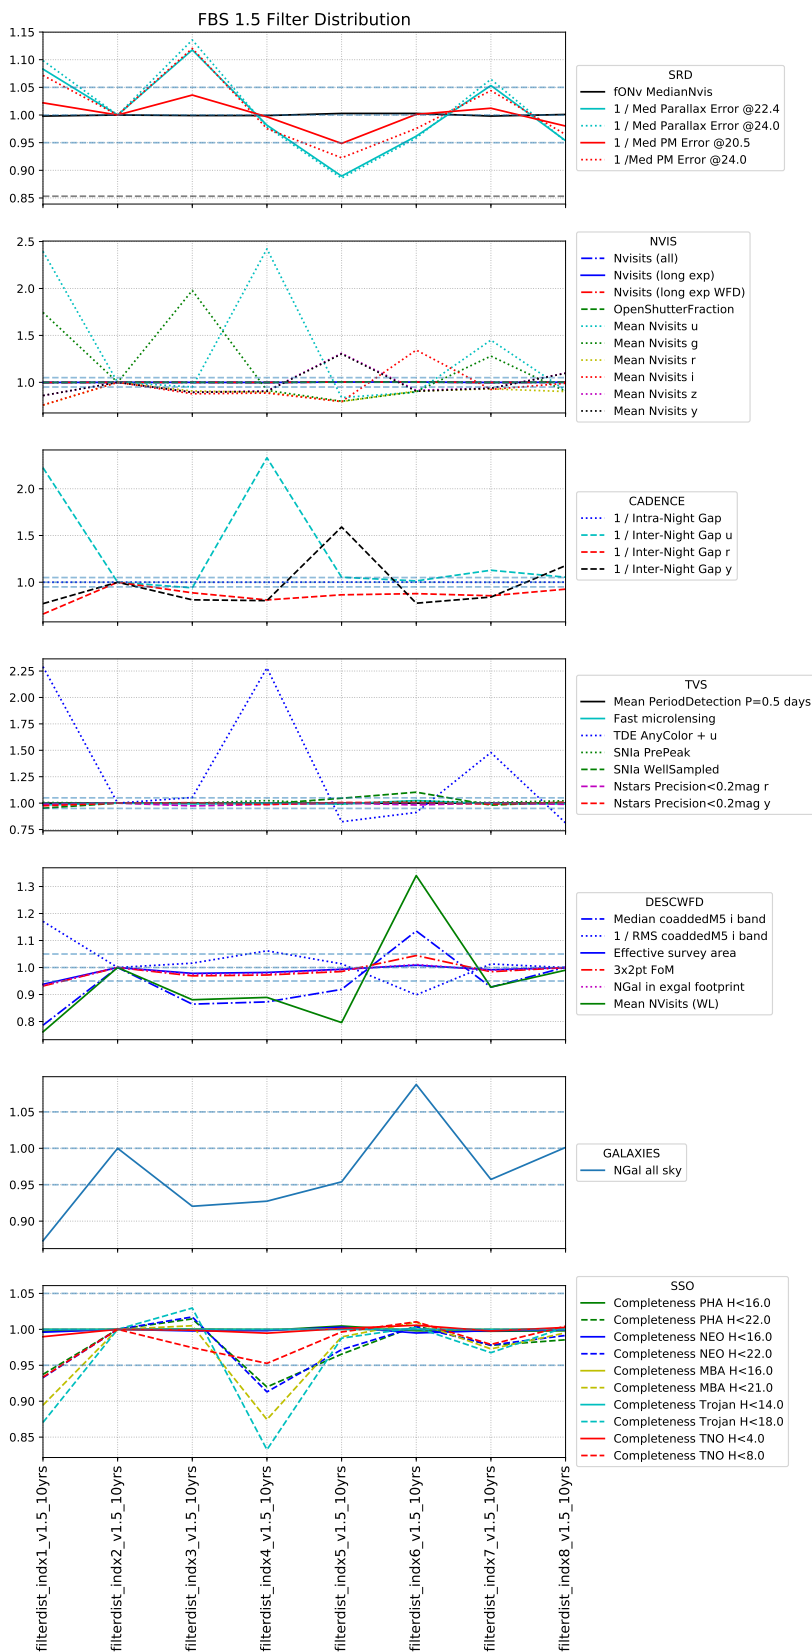 FBS 1.5 Filter Distribution
1.15
1.10
1.05
1.00
0.95
0.90
0.85
SRD
fONv MedianNvis
1 / Med Parallax Error @22.4
1 / Med Parallax Error @24.0
1 / Med PM Error @20.5
1 /Med PM Error @24.0
2.5
2.0
1.5
1.0
NVIS
Nvisits (all)
Nvisits (long exp)
Nvisits (long exp WFD)
OpenShutterFraction
Mean Nvisits u
Mean Nvisits g
Mean Nvisits r
Mean Nvisits i
Mean Nvisits z
Mean Nvisits y
2.0
1.5
1.0
CADENCE
1 / Intra-Night Gap
1 / Inter-Night Gap u
1 / Inter-Night Gap r
1 / Inter-Night Gap y
2.25
2.00
1.75
1.50
1.25
1.00
0.75
TVS
Mean PeriodDetection P=0.5 days
Fast microlensing
TDE AnyColor + u
SNIa PrePeak
SNIa WellSampled
Nstars Precision<0.2mag r
Nstars Precision<0.2mag y
1.3
1.2
1.1
1.0
0.9
0.8
DESCWFD
Median coaddedM5 i band
1 / RMS coaddedM5 i band
Effective survey area
3x2pt FoM
NGal in exgal footprint
Mean NVisits (WL)
1.05
1.00
0.95
0.90
GALAXIES
NGal all sky
1.05
1.00
0.95
0.90
0.85
SSO
Completeness PHA H<16.0
Completeness PHA H<22.0
Completeness NEO H<16.0
Completeness NEO H<22.0
Completeness MBA H<16.0
Completeness MBA H<21.0
Completeness Trojan H<14.0
Completeness Trojan H<18.0
Completeness TNO H<4.0
Completeness TNO H<8.0
filterdist_indx1_v1.5_10yrs
filterdist_indx2_v1.5_10yrs
filterdist_indx3_v1.5_10yrs
filterdist_indx4_v1.5_10yrs
filterdist_indx5_v1.5_10yrs
filterdist_indx6_v1.5_10yrs
filterdist_indx7_v1.5_10yrs
filterdist_indx8_v1.5_10yrs